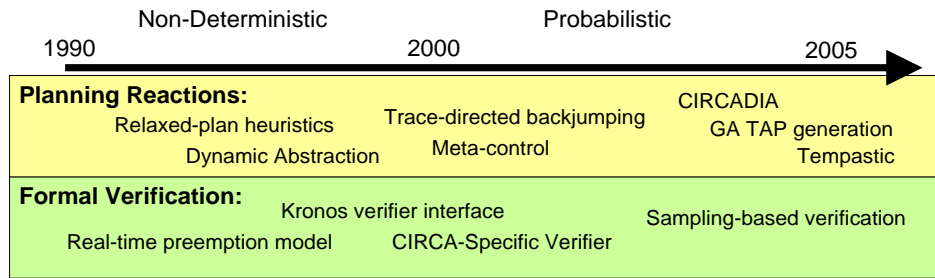 Non-Deterministic Probabilistic
1990 2000 2005
Planning Reactions:
CIRCADIA
Relaxed-plan heuristics Trace-directed backjumping GA TAP generation
Dynamic Abstraction Meta-control Tempastic
Formal Verification:
Kronos verifier interface Sampling-based verification
Real-time preemption model CIRCA-Specific Verifier